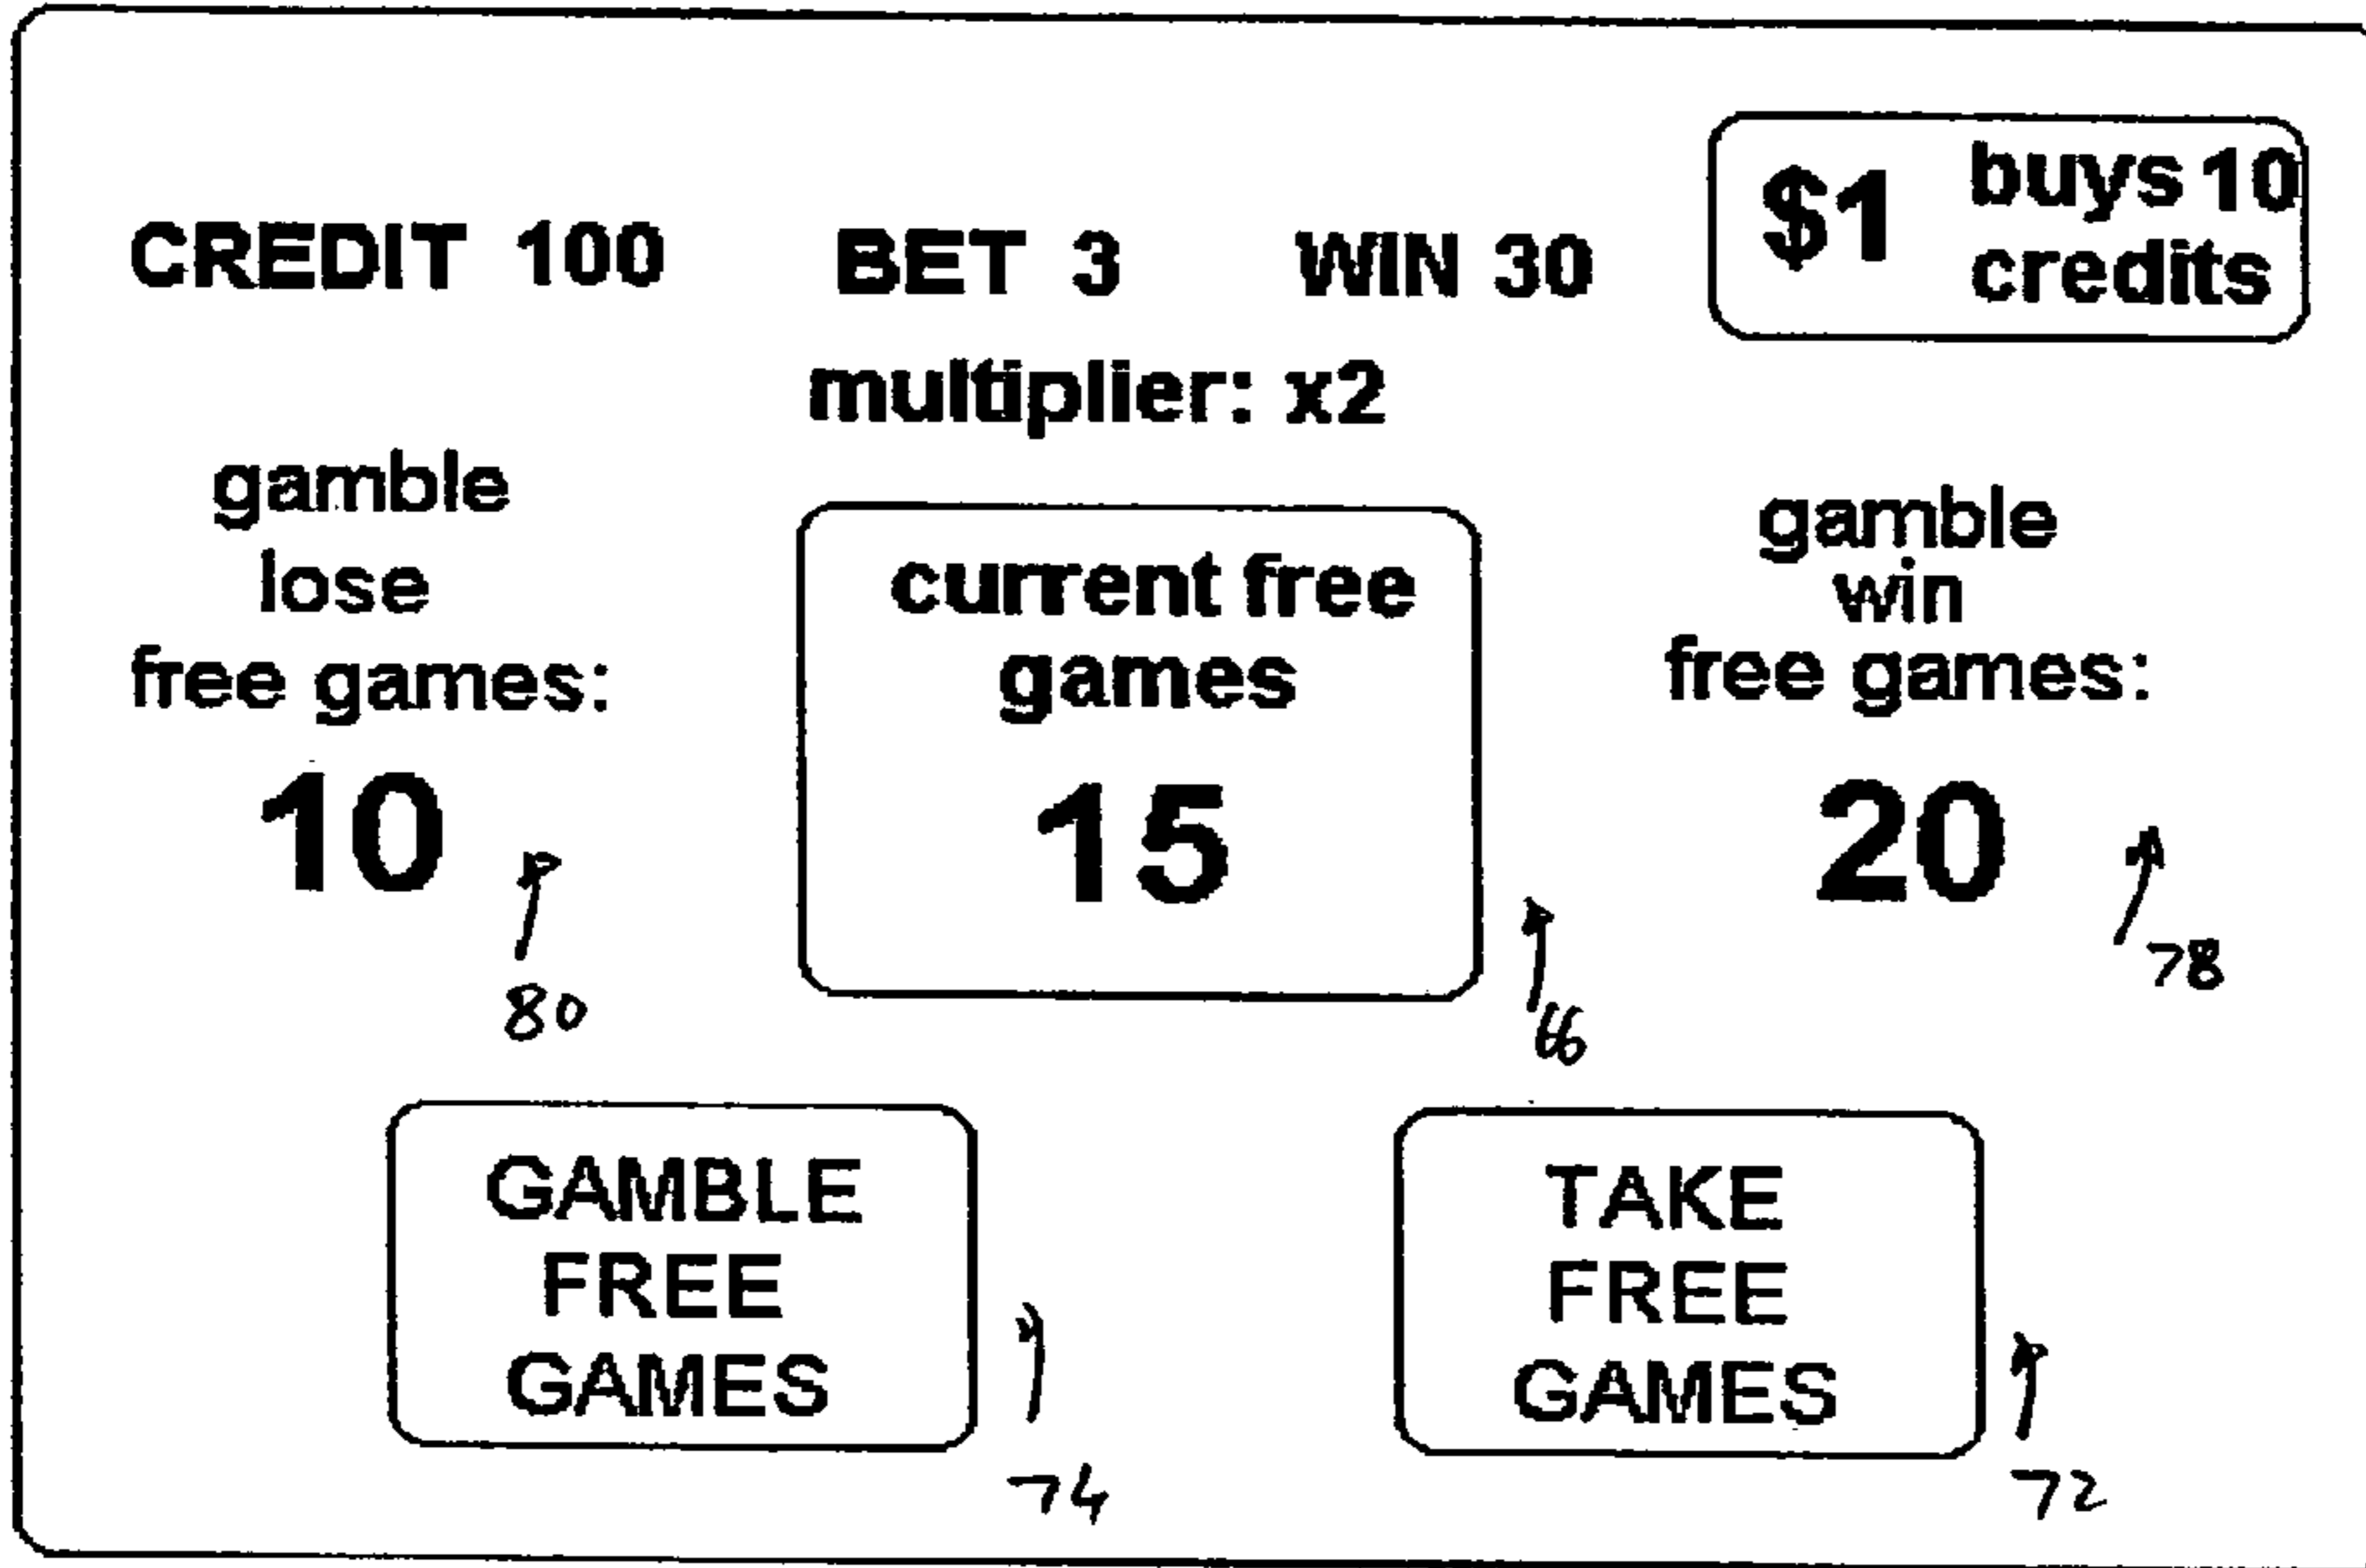 CREDIT 100 BET 3 WIN 30
$1 buys 10
credits
multiplier: x2
gamble
lose
free games:
10
80
current free
games
15
66
gamble
win
free games:
20
78
GAMBLE
FREE
GAMES
74
TAKE
FREE
GAMES
72